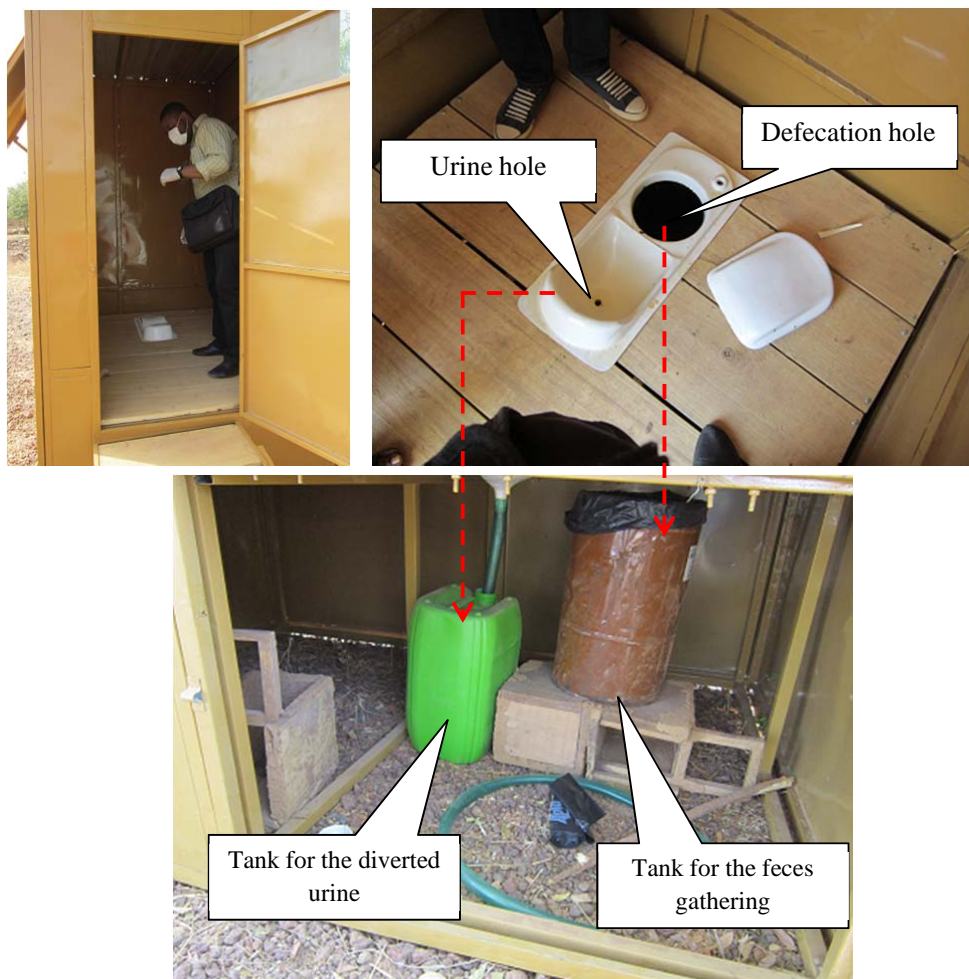 Urine hole
Defecation hole
Tank for the diverted
urine
Tank for the feces
gathering